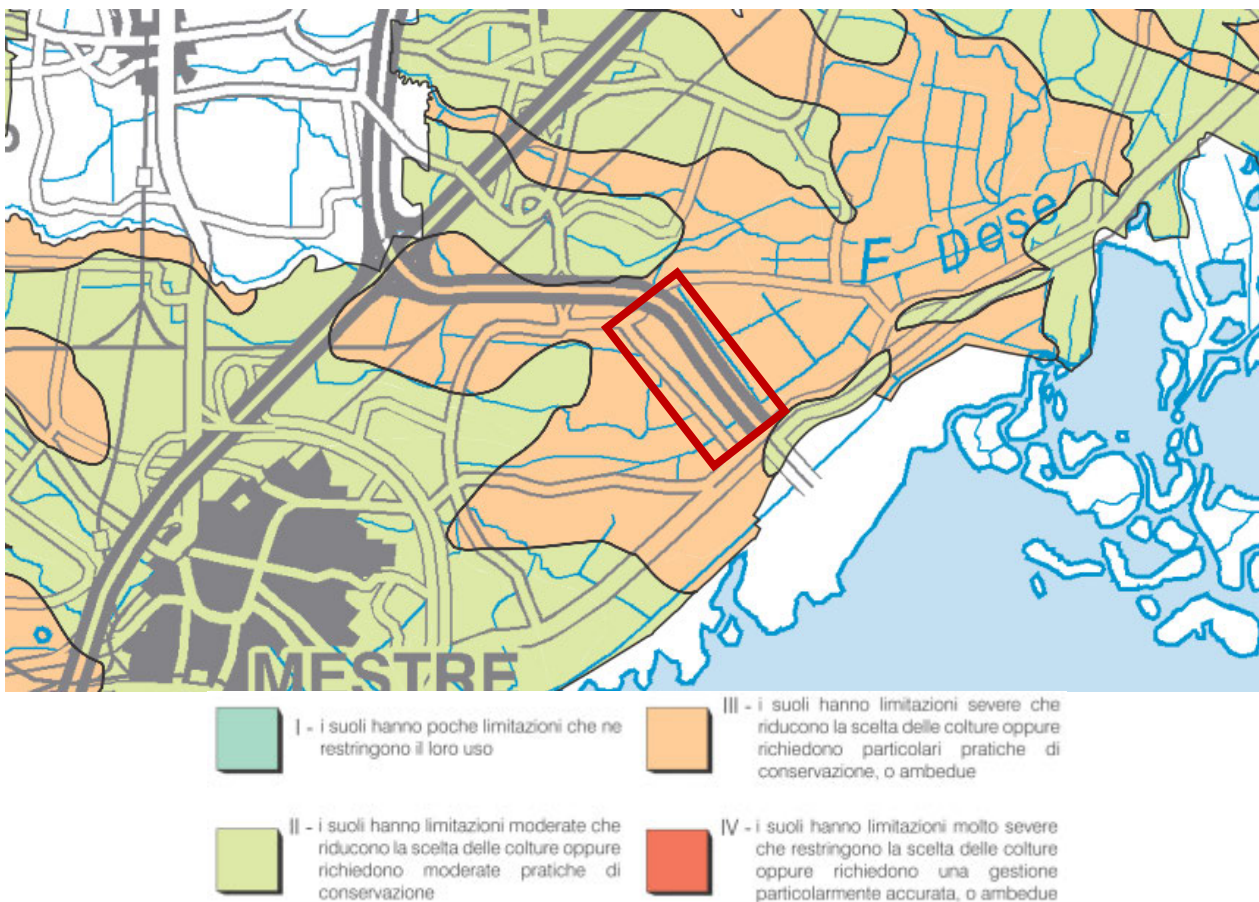 F. Dese
MESTRE
I - i suoli hanno poche limitazioni che ne
restringono il loro uso
II - i suoli hanno limitazioni moderate che
riducono la scelta delle colture oppure
richiedono moderate pratiche di
conservazione
III - i suoli hanno limitazioni severe che
riducono la scelta delle colture oppure
richiedono particolari pratiche di
conservazione, o ambedue
IV - i suoli hanno limitazioni molto severe
che restringono la scelta delle colture
oppure richiedono una gestione
particolarmente accurata, o ambedue